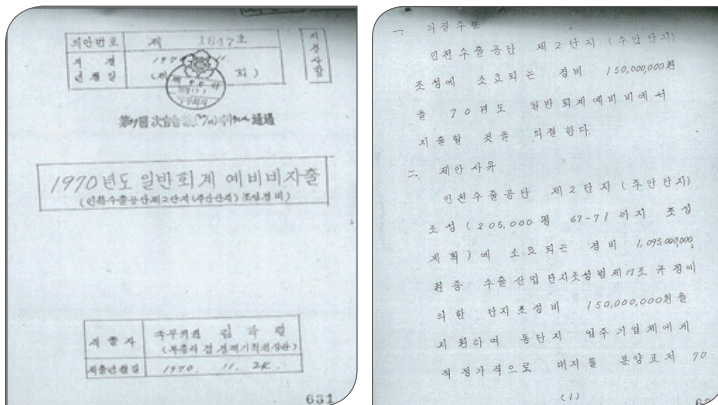 의안번호 제 1647호
의 결
년월일
1970년도 일반회계 예비비지출
(인천수출공단제2단지(주안단지)조성경비)
제출자 국무위원 김학렬
(부총리 겸 경제기획원장관)
제출년월일 1970. 11. 24.
631
一. 의결주문
인천수출공단 제2단지 (주안단지)
조성에 소요되는 경비 150,000,000원
을 70년도 일반회계예비비에서
지출할 것을 의결한다.
二. 제안사유
인천수출공단 제2단지 (주안단지)
조성 (205,000평 67-71 까지 조성
계획)에 소요되는 경비 1,095,000,000
원중 수출산업단지조성법제17조 규정에
의한 단지조성비 150,000,000원을
지원하여 동단지 입주기업체에게
적정가격으로 대지를 분양코저 70
(1)